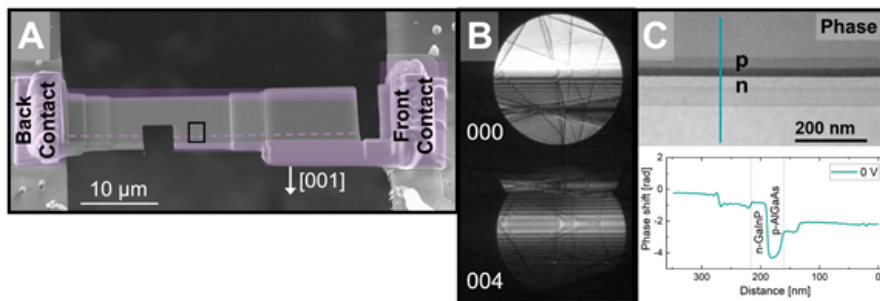 A
Back
Contact
Front
Contact
10 µm
[001]
B
000
004
C
Phase
p
n
200 nm
2
0
-2
-4
Phase shift [rad]
n-GaInP
p-AlGaAs
0 V
300
200
100
0
Distance [nm]